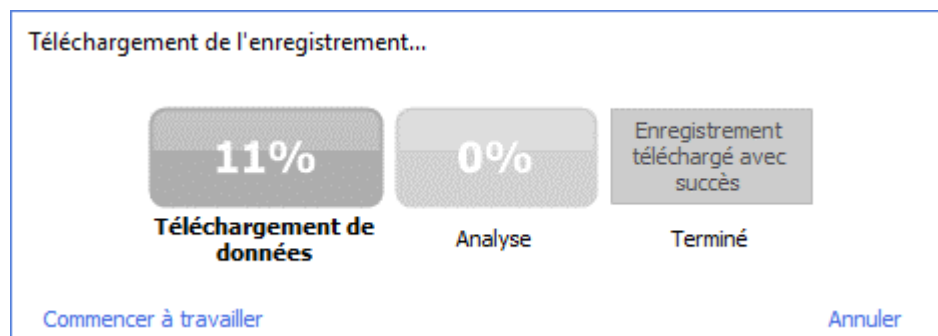 Téléchargement de l'enregistrement...
11%
0%
Enregistrement
téléchargé avec
succès
Téléchargement de
données
Analyse
Terminé
Commencer à travailler
Annuler